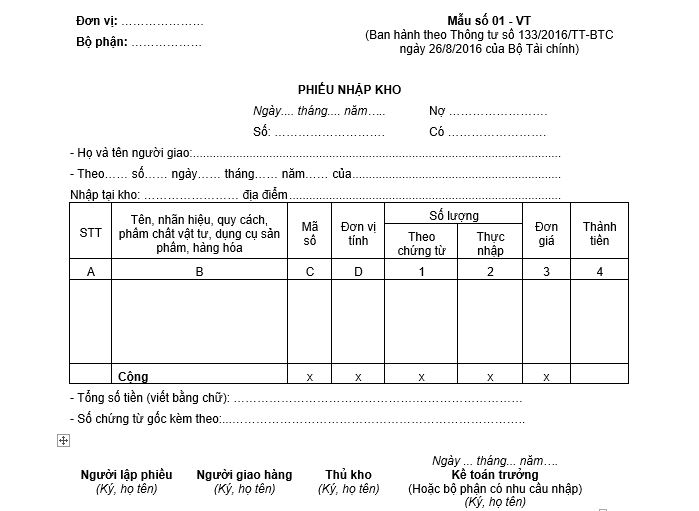 Đơn vị: …………………
Mẫu số 01 - VT
Bộ phận: ………………
(Ban hành theo Thông tư số 133/2016/TT-BTC
ngày 26/8/2016 của Bộ Tài chính)
PHIẾU NHẬP KHO
Ngày.... tháng.... năm….. Nợ …………………….
Số: ………………………. Có …………………….
- Họ và tên người giao:..............................................................................
- Theo…… số…… ngày…… tháng…… năm…… của..............................................
Nhập tại kho: …………………… địa điểm..........................................................
STT Tên, nhãn hiệu, quy cách, phẩm chất vật tư, dụng cụ sản phẩm, hàng hóa Mã số Đơn vị tính Số lượng Đơn giá Thành tiền
Theo chứng từ Thực nhập
A B C D 1 2 3 4
Cộng x x x x x
- Tổng số tiền (viết bằng chữ): ………………………………………………………………
- Số chứng từ gốc kèm theo:...………………………………………………………………..
Ngày ... tháng... năm….
Người lập phiếu Người giao hàng Thủ kho Kế toán trưởng
(Ký, họ tên) (Ký, họ tên) (Ký, họ tên) (Hoặc bộ phận có nhu cầu nhập)
(Ký, họ tên)